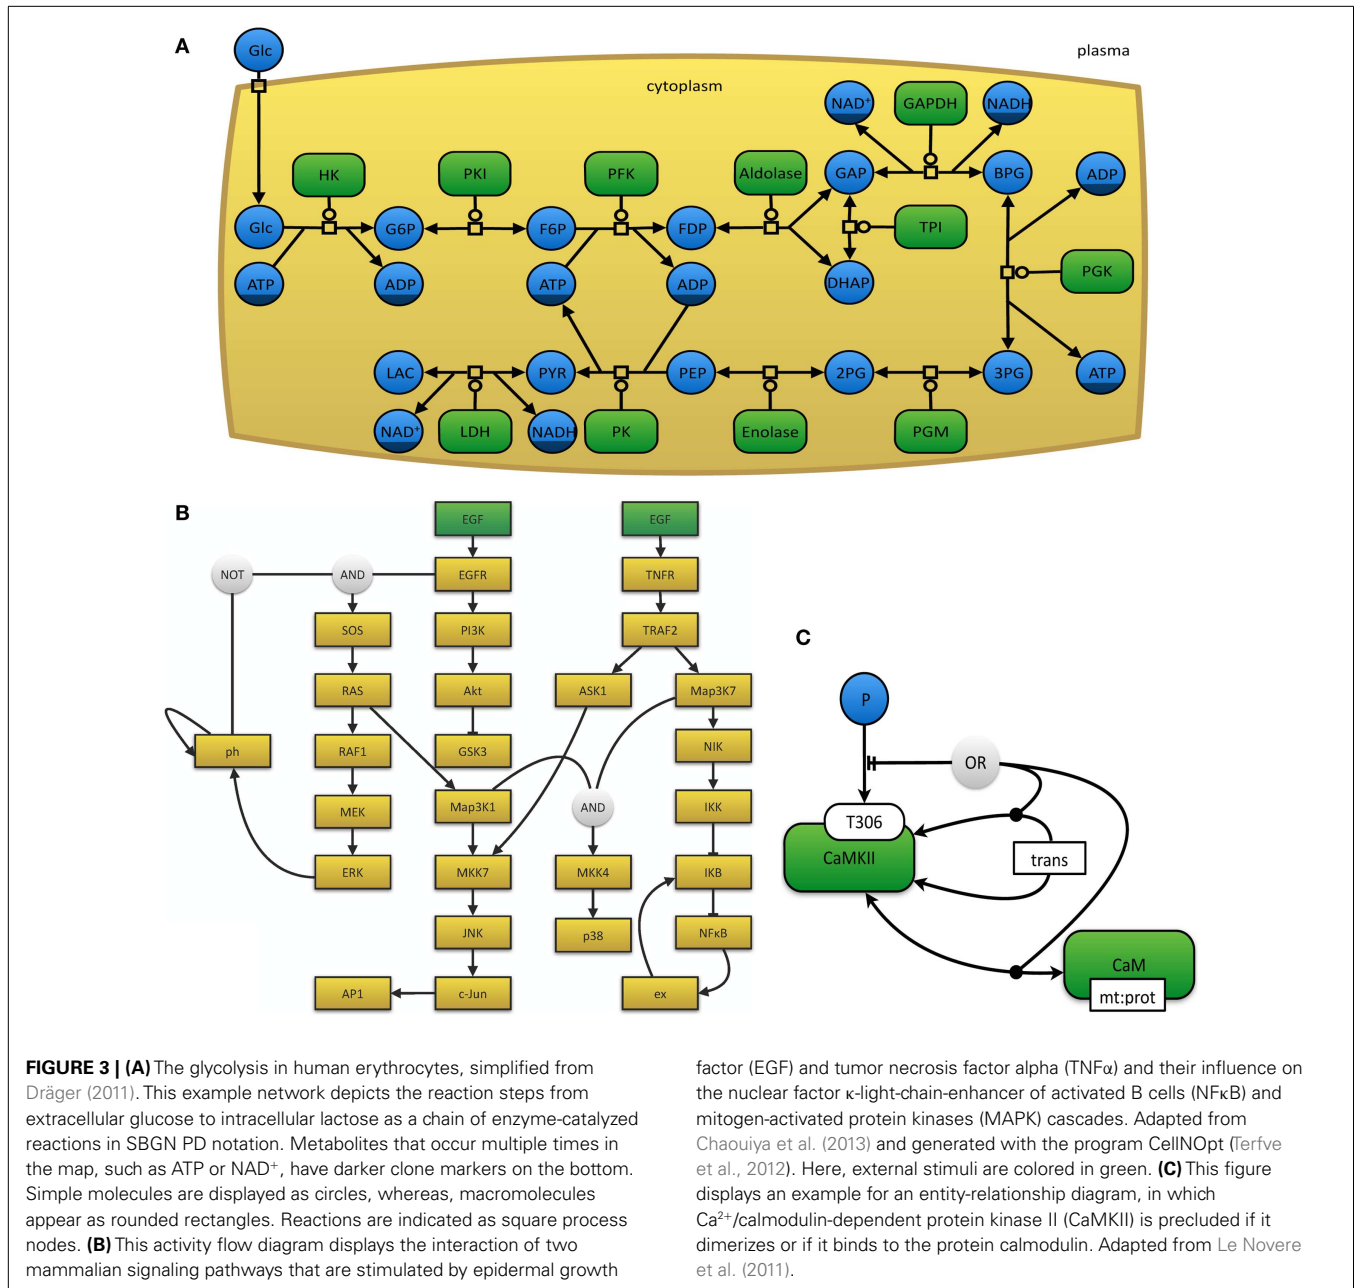 A
Glc
plasma
cytoplasm
NAD+
GAPDH
NADH
HK
PKI
PFK
Aldolase
GAP
BPG
ADP
Glc
G6P
F6P
FDP
TPI
ATP
ADP
ATP
ADP
DHAP
PGK
LAC
PYR
PEP
2PG
3PG
ATP
NAD+
LDH
NADH
PK
Enolase
PGM
B
EGF
EGF
NOT
AND
EGFR
TNFR
SOS
PI3K
TRAF2
C
RAS
Akt
ASK1
Map3K7
P
ph
RAF1
GSK3
NIK
OR
MEK
Map3K1
AND
IKK
T306
CaMKII
trans
ERK
MKK7
MKK4
IKB
JNK
p38
NFκB
CaM
mt:prot
AP1
c-Jun
ex
FIGURE 3 | (A) The glycolysis in human erythrocytes, simplified from
Dräger (2011). This example network depicts the reaction steps from
extracellular glucose to intracellular lactose as a chain of enzyme-catalyzed
reactions in SBGN PD notation. Metabolites that occur multiple times in
the map, such as ATP or NAD+, have darker clone markers on the bottom.
Simple molecules are displayed as circles, whereas, macromolecules
appear as rounded rectangles. Reactions are indicated as square process
nodes. (B) This activity flow diagram displays the interaction of two
mammalian signaling pathways that are stimulated by epidermal growth
factor (EGF) and tumor necrosis factor alpha (TNFα) and their influence on
the nuclear factor κ-light-chain-enhancer of activated B cells (NFκB) and
mitogen-activated protein kinases (MAPK) cascades. Adapted from
Chaouiya et al. (2013) and generated with the program CellNOpt (Terfve
et al., 2012). Here, external stimuli are colored in green. (C) This figure
displays an example for an entity-relationship diagram, in which
Ca2+/calmodulin-dependent protein kinase II (CaMKII) is precluded if it
dimerizes or if it binds to the protein calmodulin. Adapted from Le Novere
et al. (2011).